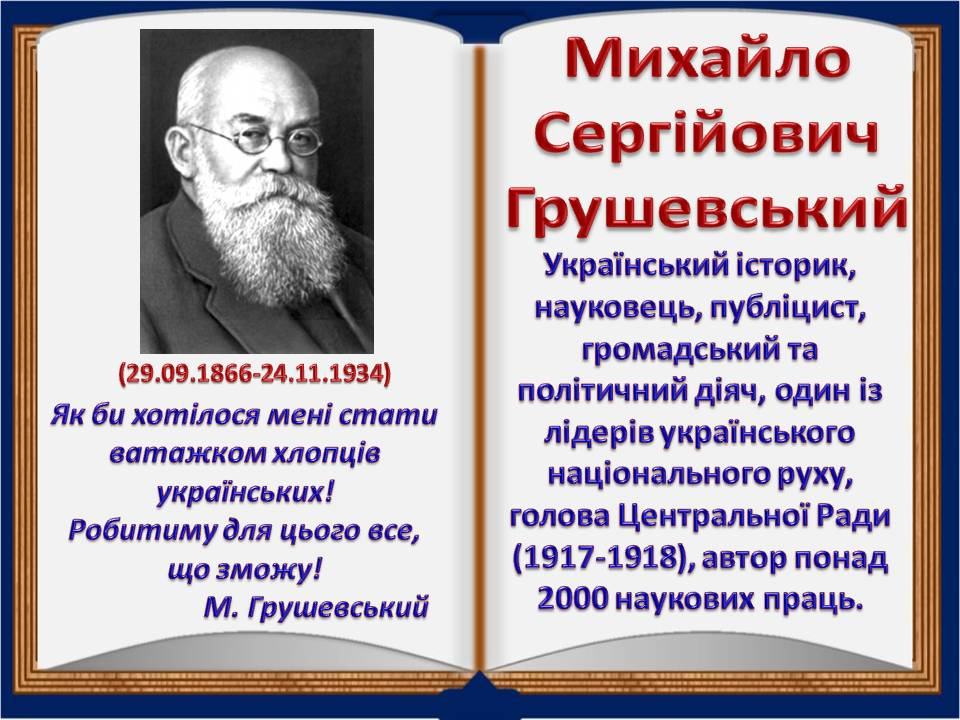 (29.09.1866-24.11.1934)
Як би хотілося мені стати
ватажком хлопців
українських!
Робитиму для цього все,
що зможу!
М. Грушевський
Михайло
Сергійович
Грушевський
Український історик,
науковець, публіцист,
громадський та
політичний діяч, один із
лідерів українського
національного руху,
голова Центральної Ради
(1917-1918), автор понад
2000 наукових праць.